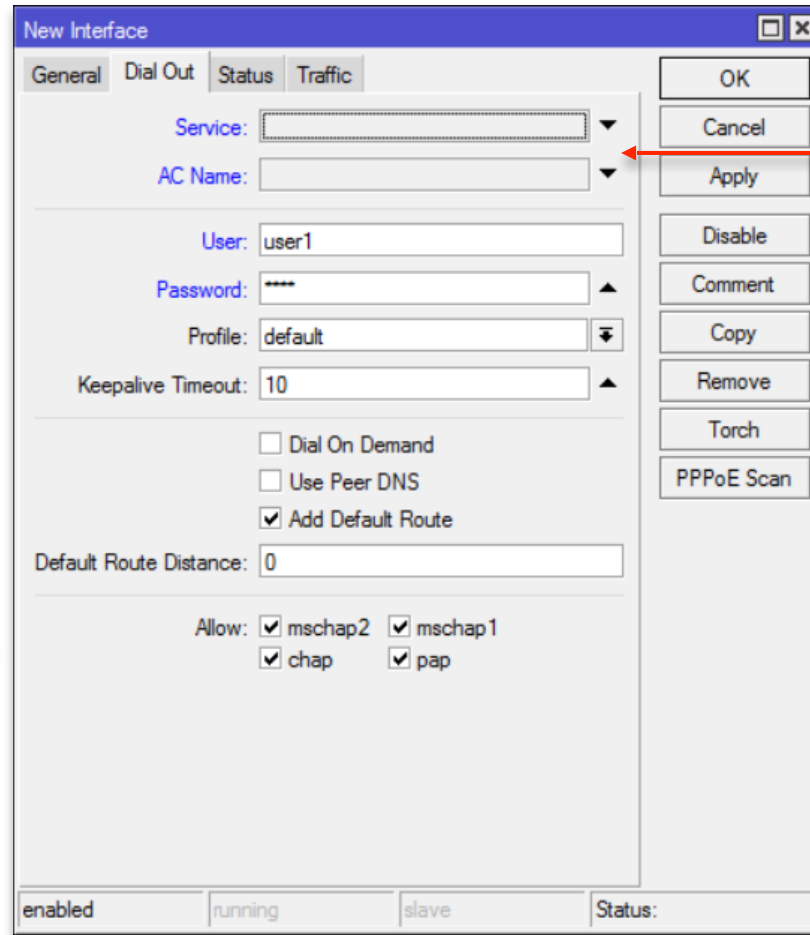 New Interface
General Dial Out Status Traffic
Service:
AC Name:
User: user1
Password: ****
Profile: default
Keepalive Timeout: 10
Dial On Demand
Use Peer DNS
Add Default Route
Default Route Distance: 0
Allow: mschap2 mschap1
chap pap
OK
Cancel
Apply
Disable
Comment
Copy
Remove
Torch
PPPoE Scan
enabled running slave Status: